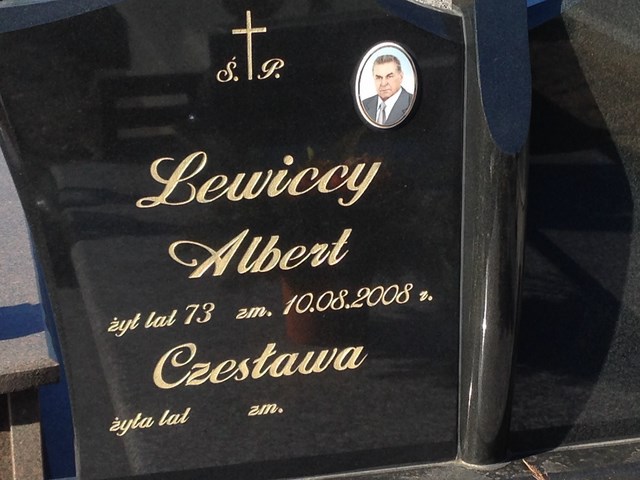 Ś. P.
Lewiccy
Albert
żył lat 73 zm. 10.08.2008 r.
Czesława
żyła lat zm.